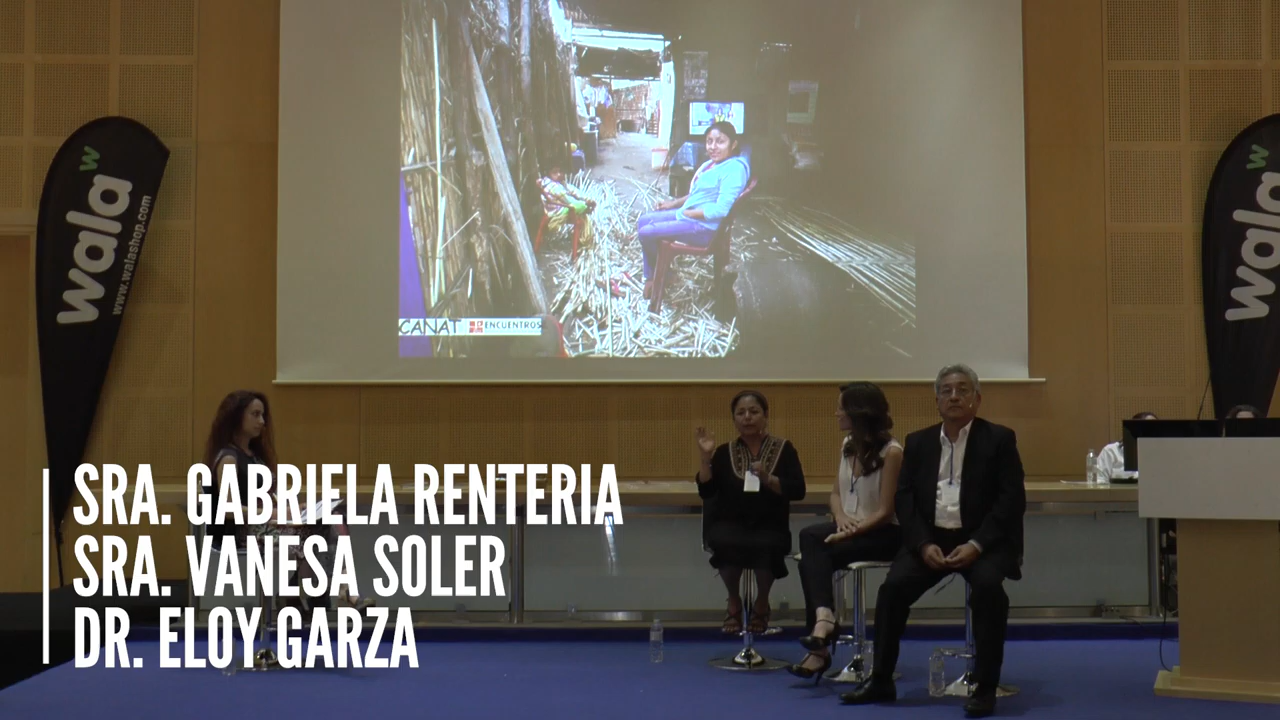 wala w
www.walashop.com
CANAT ENCUENTROS
wala w
SRA. GABRIELA RENTERIA
SRA. VANESA SOLER
DR. ELOY GARZA